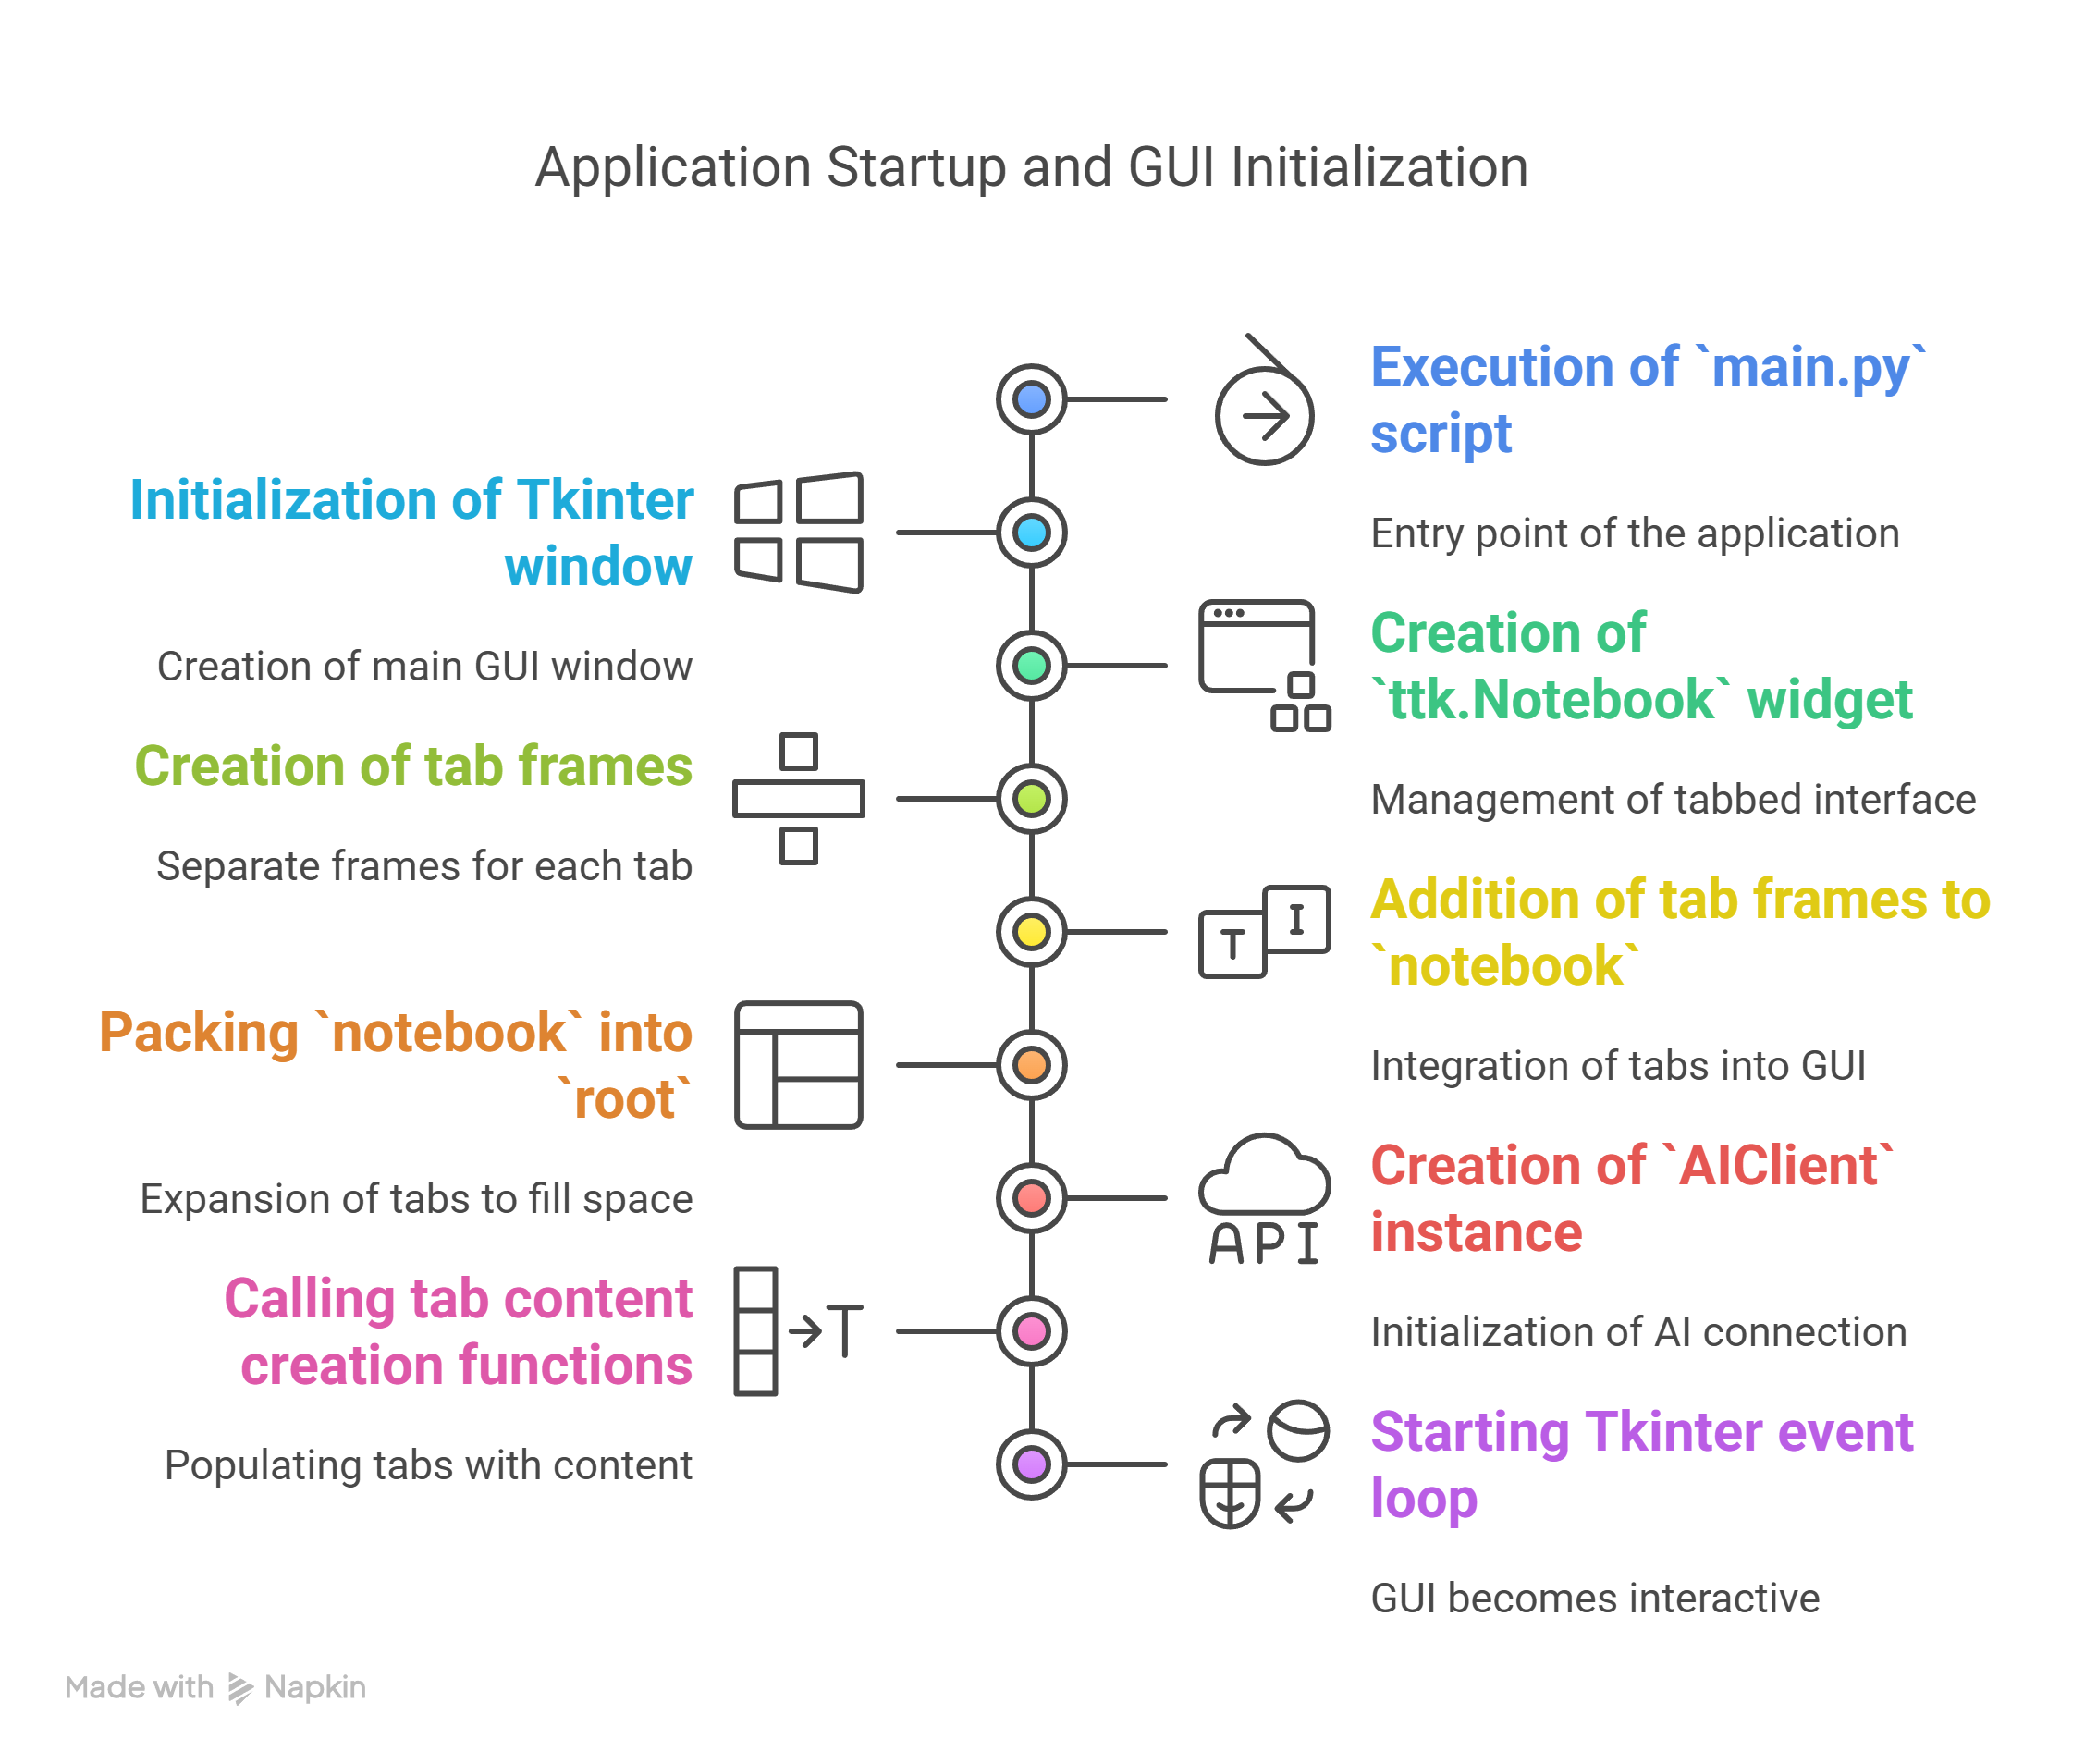 Application Startup and GUI Initialization
Execution of `main.py`
script
Entry point of the application
Initialization of Tkinter
window
Creation of main GUI window
Creation of
`ttk.Notebook` widget
Management of tabbed interface
Creation of tab frames
Separate frames for each tab
Addition of tab frames to
`notebook`
Integration of tabs into GUI
T
I
Packing `notebook` into
`root`
Expansion of tabs to fill space
Creation of `AIClient`
instance
Initialization of AI connection
API
Calling tab content
creation functions
Populating tabs with content
T
Starting Tkinter event
loop
GUI becomes interactive
Made with Napkin